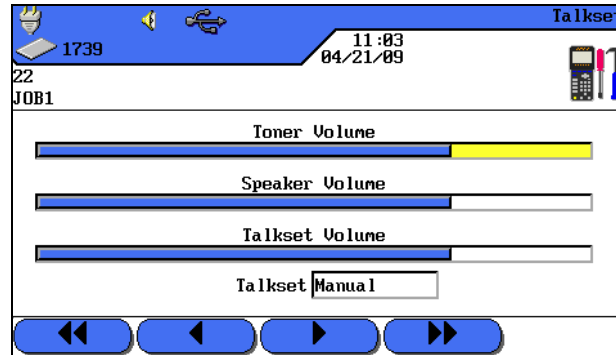 Talkset
1739
11:03
04/21/09
22
JOB1
Toner Volume
Speaker Volume
Talkset Volume
Talkset Manual